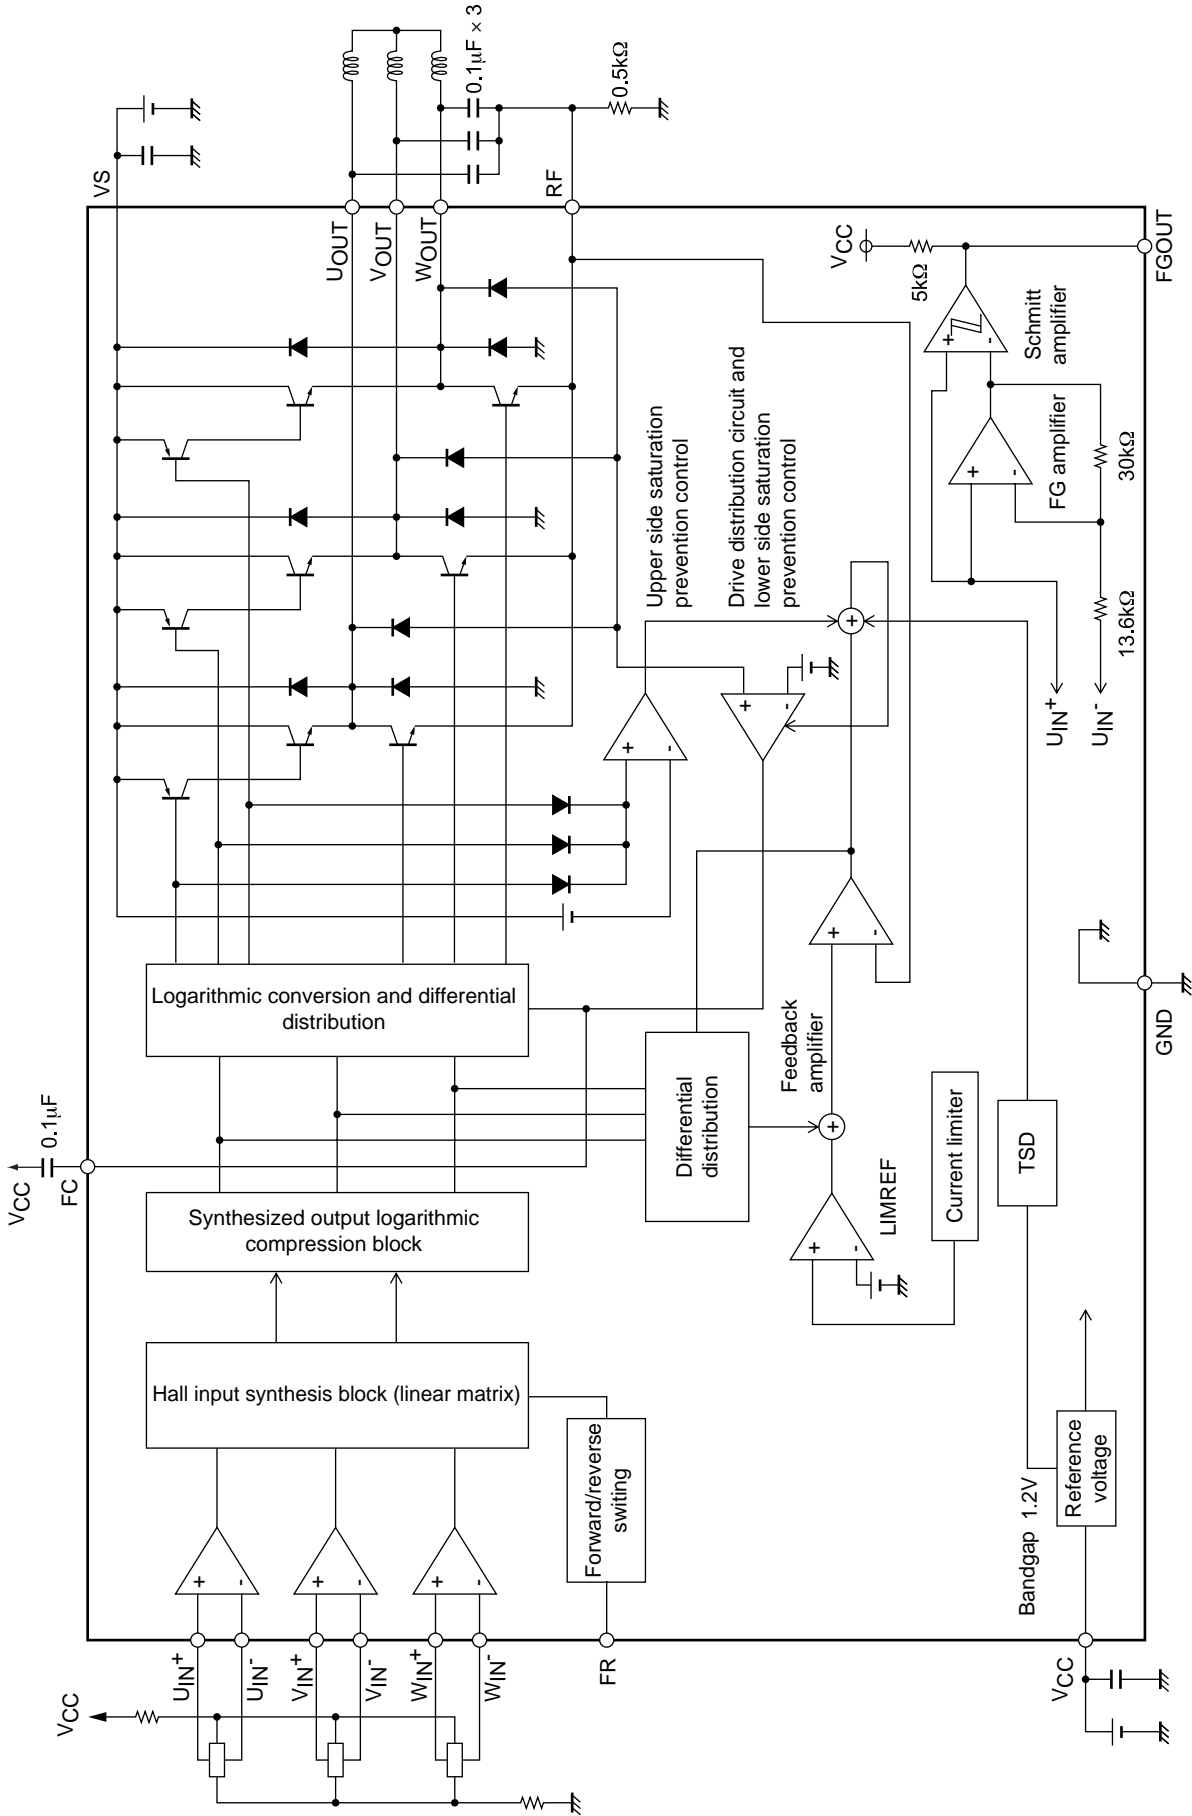 VS
0.1µF × 3
0.5kΩ
UOUT
VOUT
WOUT
RF
VCC
5kΩ
FGOUT
Schmitt
amplifier
FG amplifier
30kΩ
13.6kΩ
UIN+
UIN-
Upper side saturation
prevention control
Drive distribution circuit and
lower side saturation
prevention control
+
-
+
-
+
-
+
-
+
Logarithmic conversion and differential
distribution
VCC
0.1µF
FC
Synthesized output logarithmic
compression block
Differential
distribution
Feedback
amplifier
+
-
+
+
-
LIMREF
Current limiter
TSD
GND
Hall input synthesis block (linear matrix)
Forward/reverse
switing
Bandgap 1.2V
Reference
voltage
+
-
+
-
+
-
UIN+
UIN-
VIN+
VIN-
WIN+
WIN-
FR
VCC
VCC